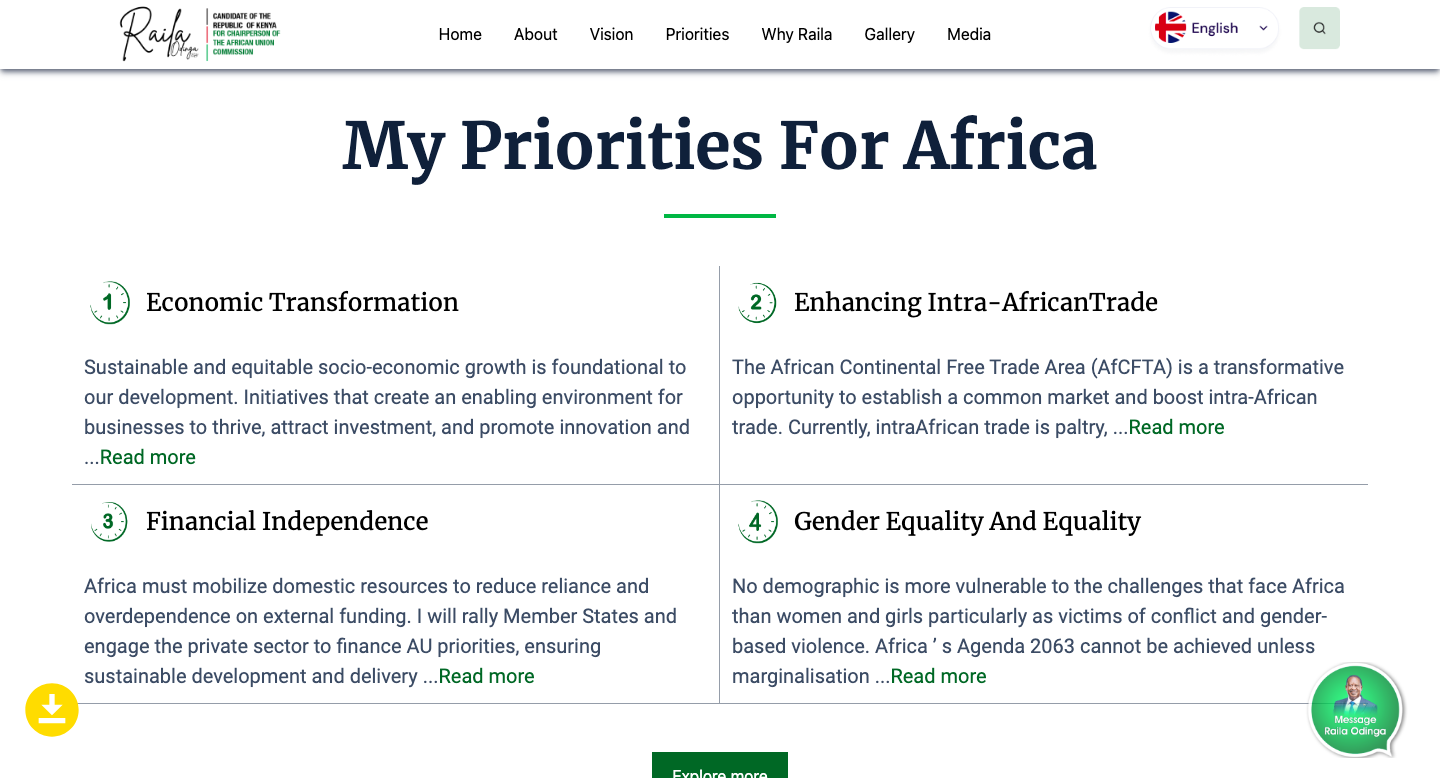 Raila
Odinga
CANDIDATE OF THE
REPUBLIC OF KENYA
FOR CHAIRPERSON OF
THE AFRICAN UNION
COMMISSION
Home
About
Vision
Priorities
Why Raila
Gallery
Media
English
My Priorities For Africa
1
Economic Transformation
Sustainable and equitable socio-economic growth is foundational to
our development. Initiatives that create an enabling environment for
businesses to thrive, attract investment, and promote innovation and
...Read more
2
Enhancing Intra-AfricanTrade
The African Continental Free Trade Area (AfCFTA) is a transformative
opportunity to establish a common market and boost intra-African
trade. Currently, intraAfrican trade is paltry, ...Read more
3
Financial Independence
Africa must mobilize domestic resources to reduce reliance and
overdependence on external funding. I will rally Member States and
engage the private sector to finance AU priorities, ensuring
sustainable development and delivery ...Read more
4
Gender Equality And Equality
No demographic is more vulnerable to the challenges that face Africa
than women and girls particularly as victims of conflict and gender-
based violence. Africa ’ s Agenda 2063 cannot be achieved unless
marginalisation ...Read more
Message
Raila Odinga
Explore more